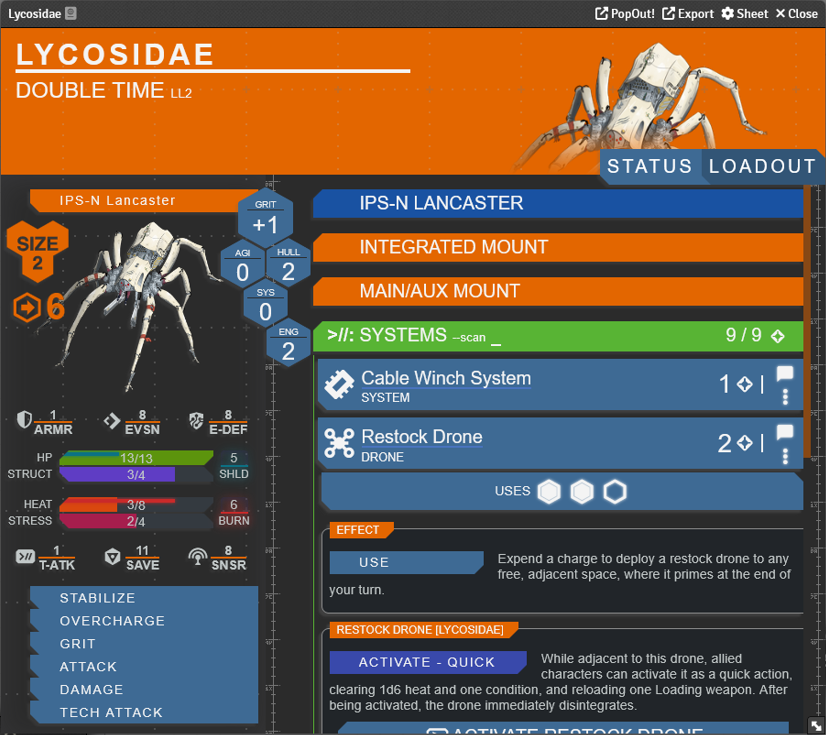 Lycosidae
PopOut! Export Sheet Close
LYCOSIDAE
DOUBLE TIME LL2
STATUS LOADOUT
IPS-N Lancaster
SIZE
2
6
GRIT
+1
AGI
0
HULL
2
SYS
0
ENG
2
1
ARMR
8
EVSN
8
E-DEF
HP 13/13 5
STRUCT 3/4 SHLD
HEAT 3/8 6
STRESS 2/4 BURN
1
T-ATK
11
SAVE
8
SNSR
STABILIZE
OVERCHARGE
GRIT
ATTACK
DAMAGE
TECH ATTACK
IPS-N LANCASTER
INTEGRATED MOUNT
MAIN/AUX MOUNT
>//: SYSTEMS --scan _ 9 / 9
Cable Winch System 1 |
SYSTEM
Restock Drone 2 |
DRONE
USES
EFFECT
USE
Expend a charge to deploy a restock drone to any
free, adjacent space, where it primes at the end of
your turn.
RESTOCK DRONE [LYCOSIDAE]
ACTIVATE - QUICK
While adjacent to this drone, allied
characters can activate it as a quick action,
clearing 1d6 heat and one condition, and reloading one Loading weapon. After
being activated, the drone immediately disintegrates.
ACTIVATE RESTOCK DRONE